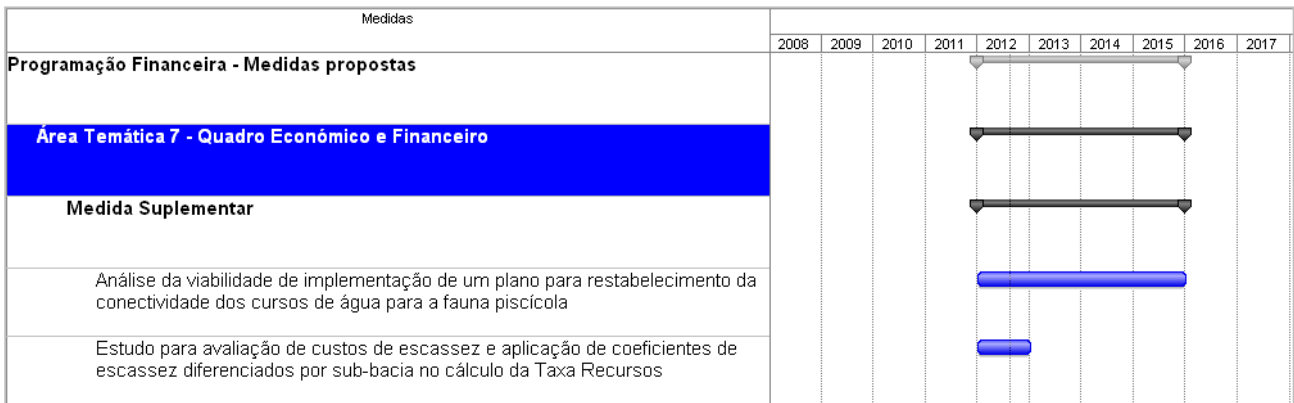 Medidas
2008 2009 2010 2011 2012 2013 2014 2015 2016 2017
Programação Financeira - Medidas propostas
Área Temática 7 - Quadro Económico e Financeiro
Medida Suplementar
Análise da viabilidade de implementação de um plano para restabelecimento da
conectividade dos cursos de água para a fauna piscícola
Estudo para avaliação de custos de escassez e aplicação de coeficientes de
escassez diferenciados por sub-bacia no cálculo da Taxa Recursos